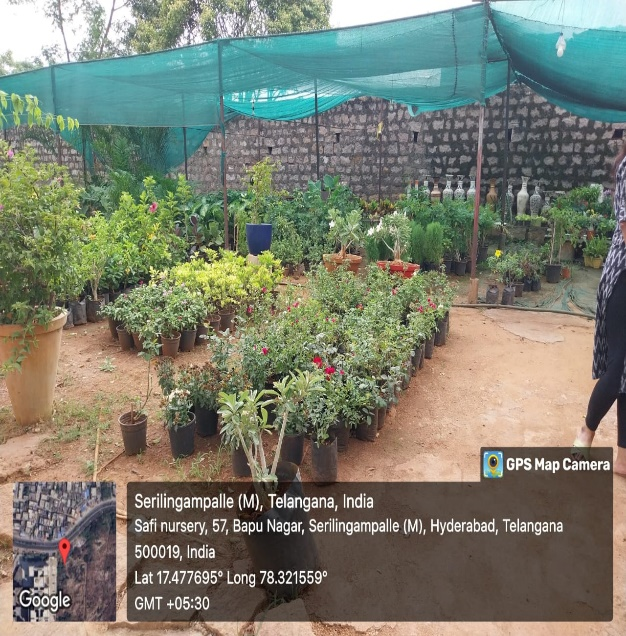 GPS Map Camera
Serilingampalle (M), Telangana, India
Safi nursery, 57, Bapu Nagar, Serilingampalle (M), Hyderabad, Telangana
500019, India
Lat 17.477695° Long 78.321559°
GMT +05:30
Google